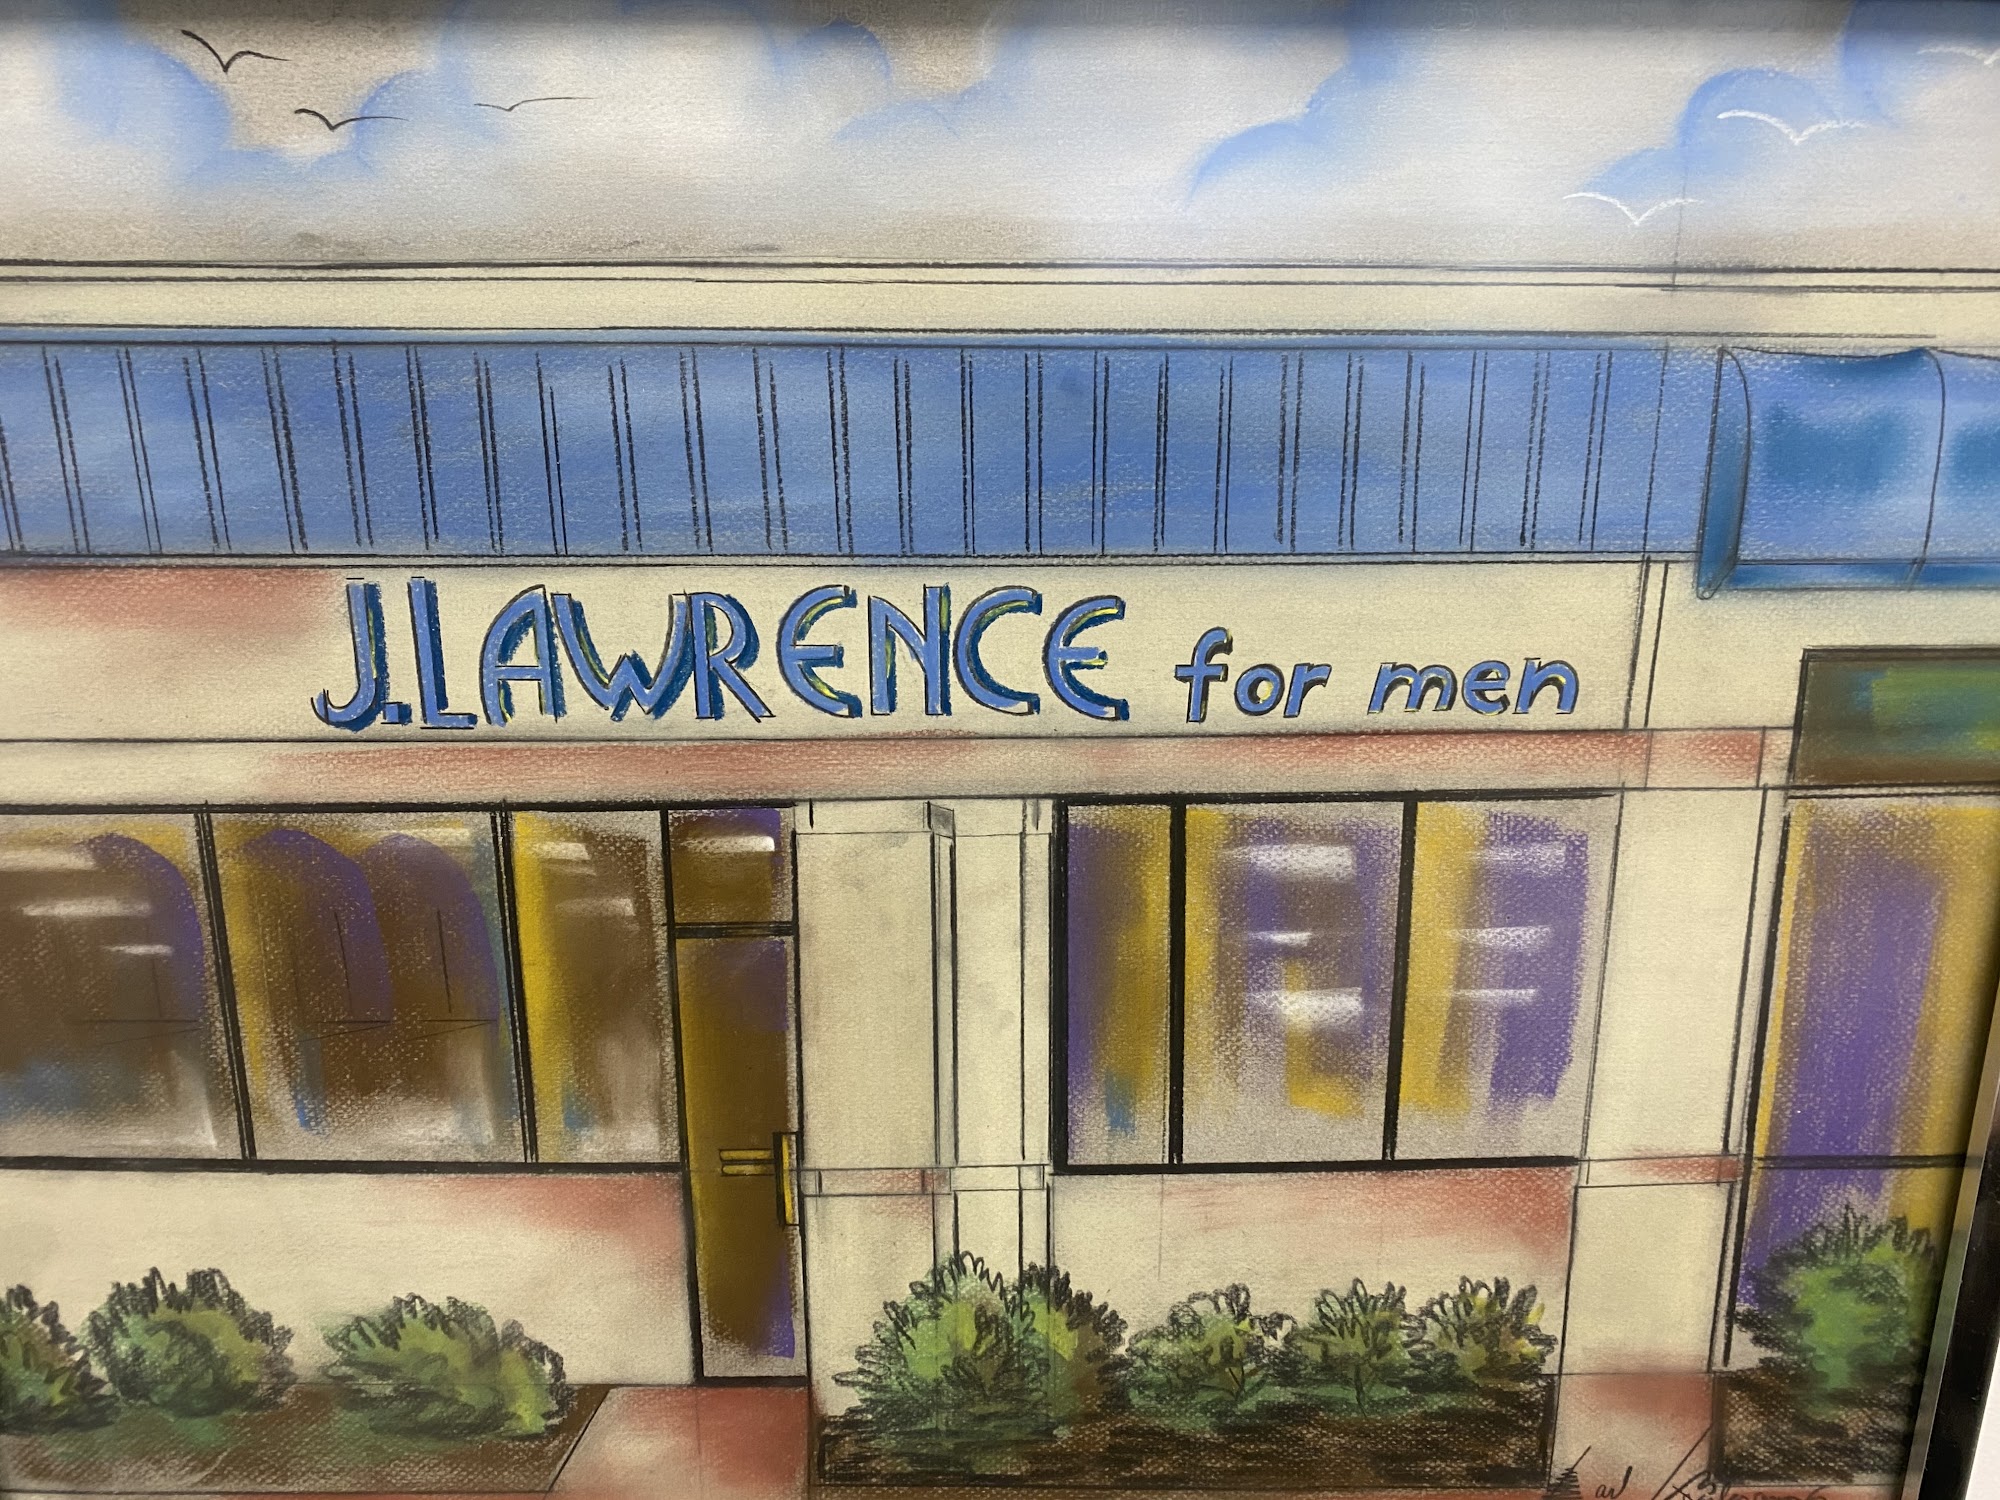 J. LAWRENCE for men